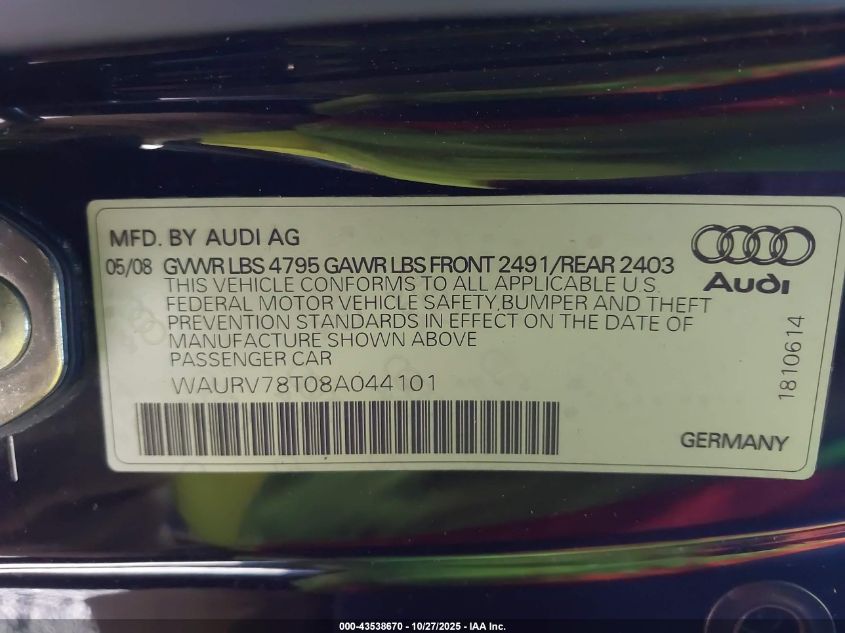 MFD. BY AUDI AG
05/08 GVWR LBS 4795 GAWR LBS FRONT 2491/REAR 2403
THIS VEHICLE CONFORMS TO ALL APPLICABLE U.S.
FEDERAL MOTOR VEHICLE SAFETY,BUMPER AND THEFT
PREVENTION STANDARDS IN EFFECT ON THE DATE OF
MANUFACTURE SHOWN ABOVE
PASSENGER CAR
WAURV78T08A044101
Audi
1810614
GERMANY
000-43538670 - 10/27/2025 - IAA Inc.